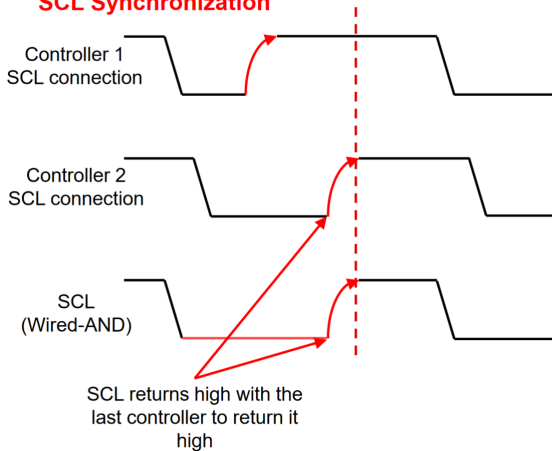 SCL Synchronization
Controller 1
SCL connection
Controller 2
SCL connection
SCL
(Wired-AND)
SCL returns high with the
last controller to return it
high